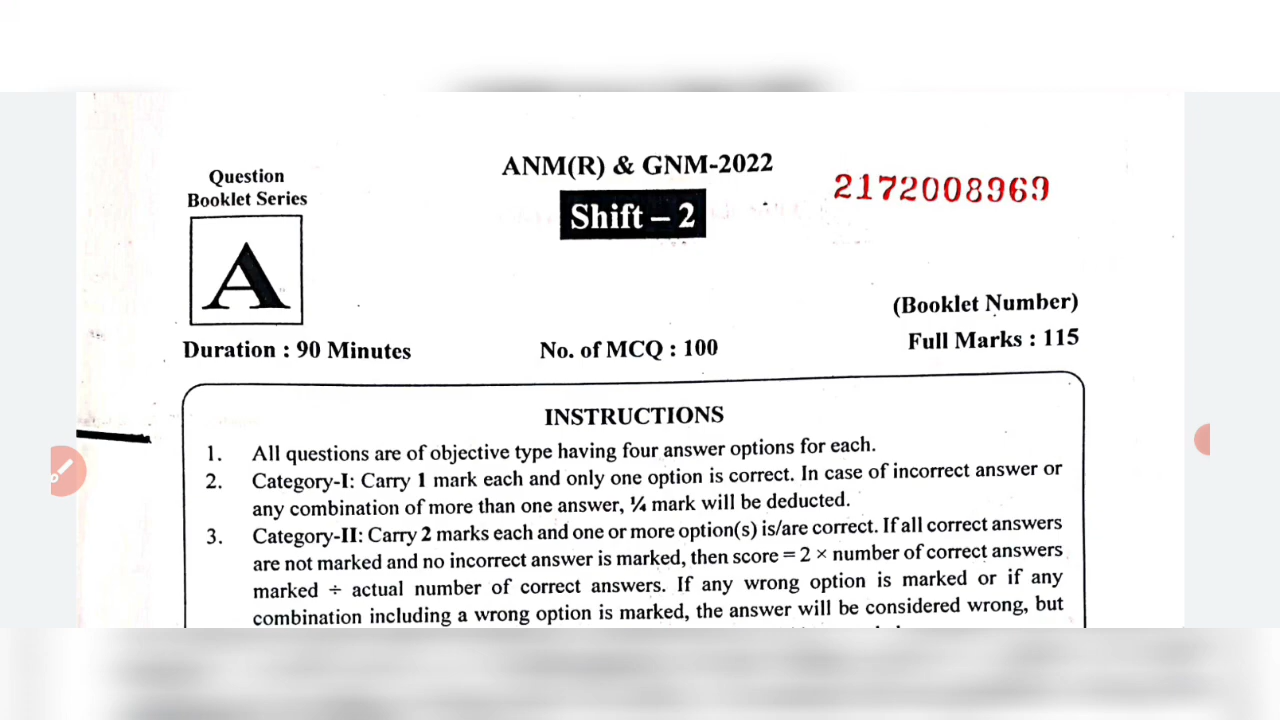 ANM(R) & GNM-2022
Question
Booklet Series
2172008969
Shift – 2
A
(Booklet Number)
Duration : 90 Minutes
No. of MCQ : 100
Full Marks : 115
INSTRUCTIONS
1. All questions are of objective type having four answer options for each.
2. Category-I: Carry 1 mark each and only one option is correct. In case of incorrect answer or
any combination of more than one answer, ¼ mark will be deducted.
3. Category-II: Carry 2 marks each and one or more option(s) is/are correct. If all correct answers
are not marked and no incorrect answer is marked, then score = 2 × number of correct answers
marked ÷ actual number of correct answers. If any wrong option is marked or if any
combination including a wrong option is marked, the answer will be considered wrong, but